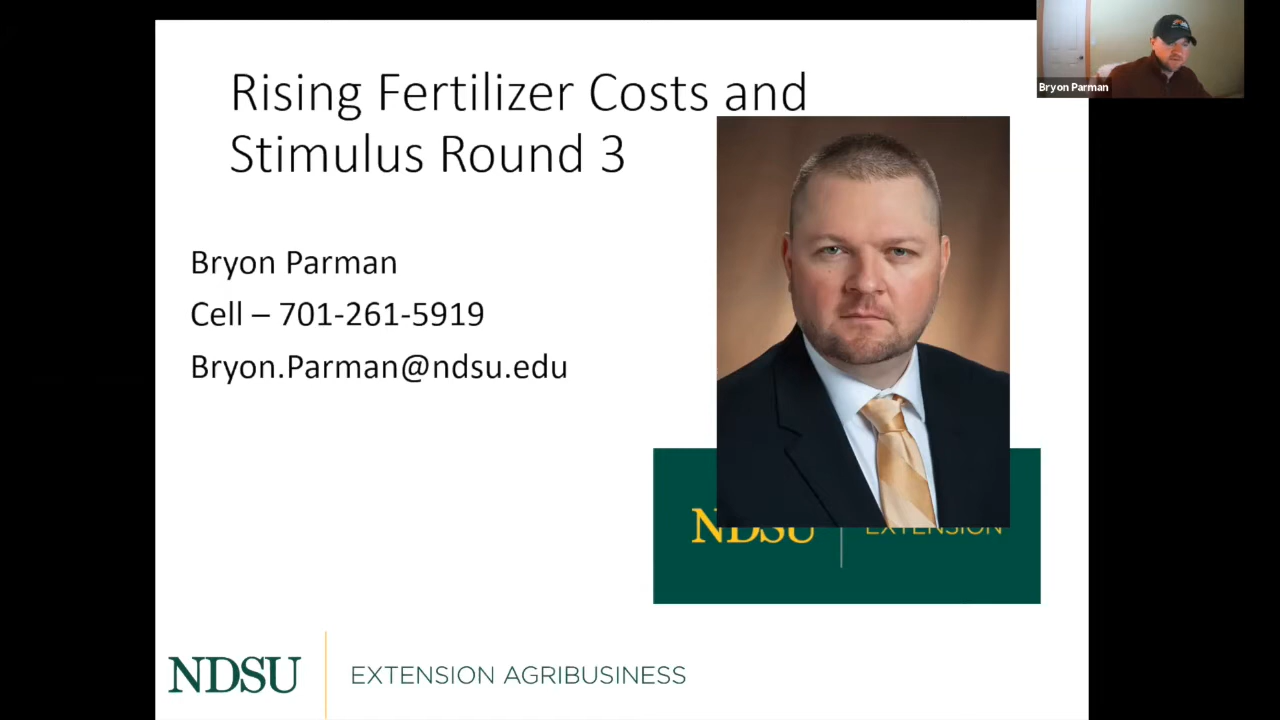 Rising Fertilizer Costs and
Stimulus Round 3
Bryon Parman
Bryon Parman
Cell – 701-261-5919
Bryon.Parman@ndsu.edu
NDSU EXTENSION
NDSU EXTENSION AGRIBUSINESS